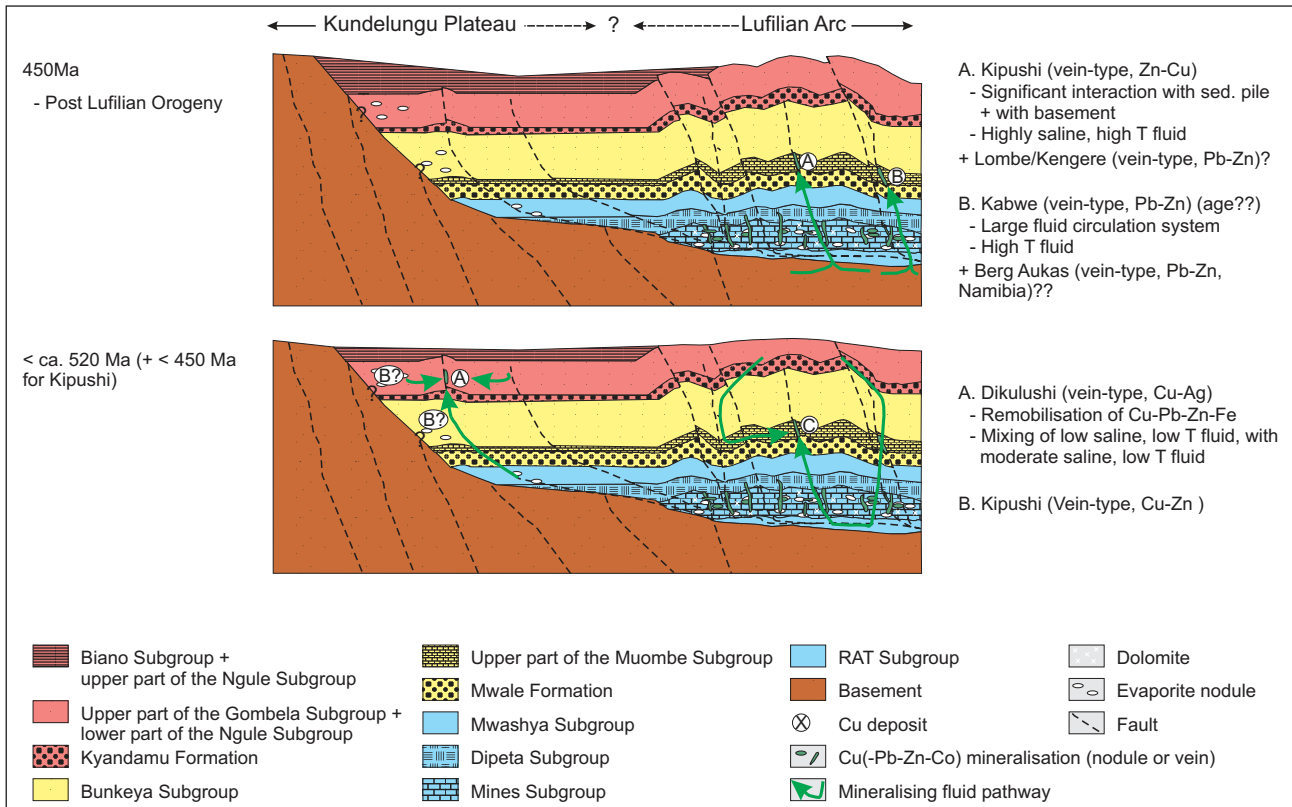 Kundelungu Plateau ? Lufilian Arc
450Ma
- Post Lufilian Orogeny
?
?
A
B
A. Kipushi (vein-type, Zn-Cu)
- Significant interaction with sed. pile
+ with basement
- Highly saline, high T fluid
+ Lombe/Kengere (vein-type, Pb-Zn)?
B. Kabwe (vein-type, Pb-Zn) (age??)
- Large fluid circulation system
- High T fluid
+ Berg Aukas (vein-type, Pb-Zn,
Namibia)??
< ca. 520 Ma (+ < 450 Ma
for Kipushi)
B?
A
?
B?
?
C
A. Dikulushi (vein-type, Cu-Ag)
- Remobilisation of Cu-Pb-Zn-Fe
- Mixing of low saline, low T fluid, with
moderate saline, low T fluid
B. Kipushi (Vein-type, Cu-Zn )
Biano Subgroup +
upper part of the Ngule Subgroup
Upper part of the Gombela Subgroup +
lower part of the Ngule Subgroup
Kyandamu Formation
Bunkeya Subgroup
Upper part of the Muombe Subgroup
Mwale Formation
Mwashya Subgroup
Dipeta Subgroup
Mines Subgroup
RAT Subgroup
Basement
X Cu deposit
Cu(-Pb-Zn-Co) mineralisation (nodule or vein)
Mineralising fluid pathway
Dolomite
Evaporite nodule
Fault